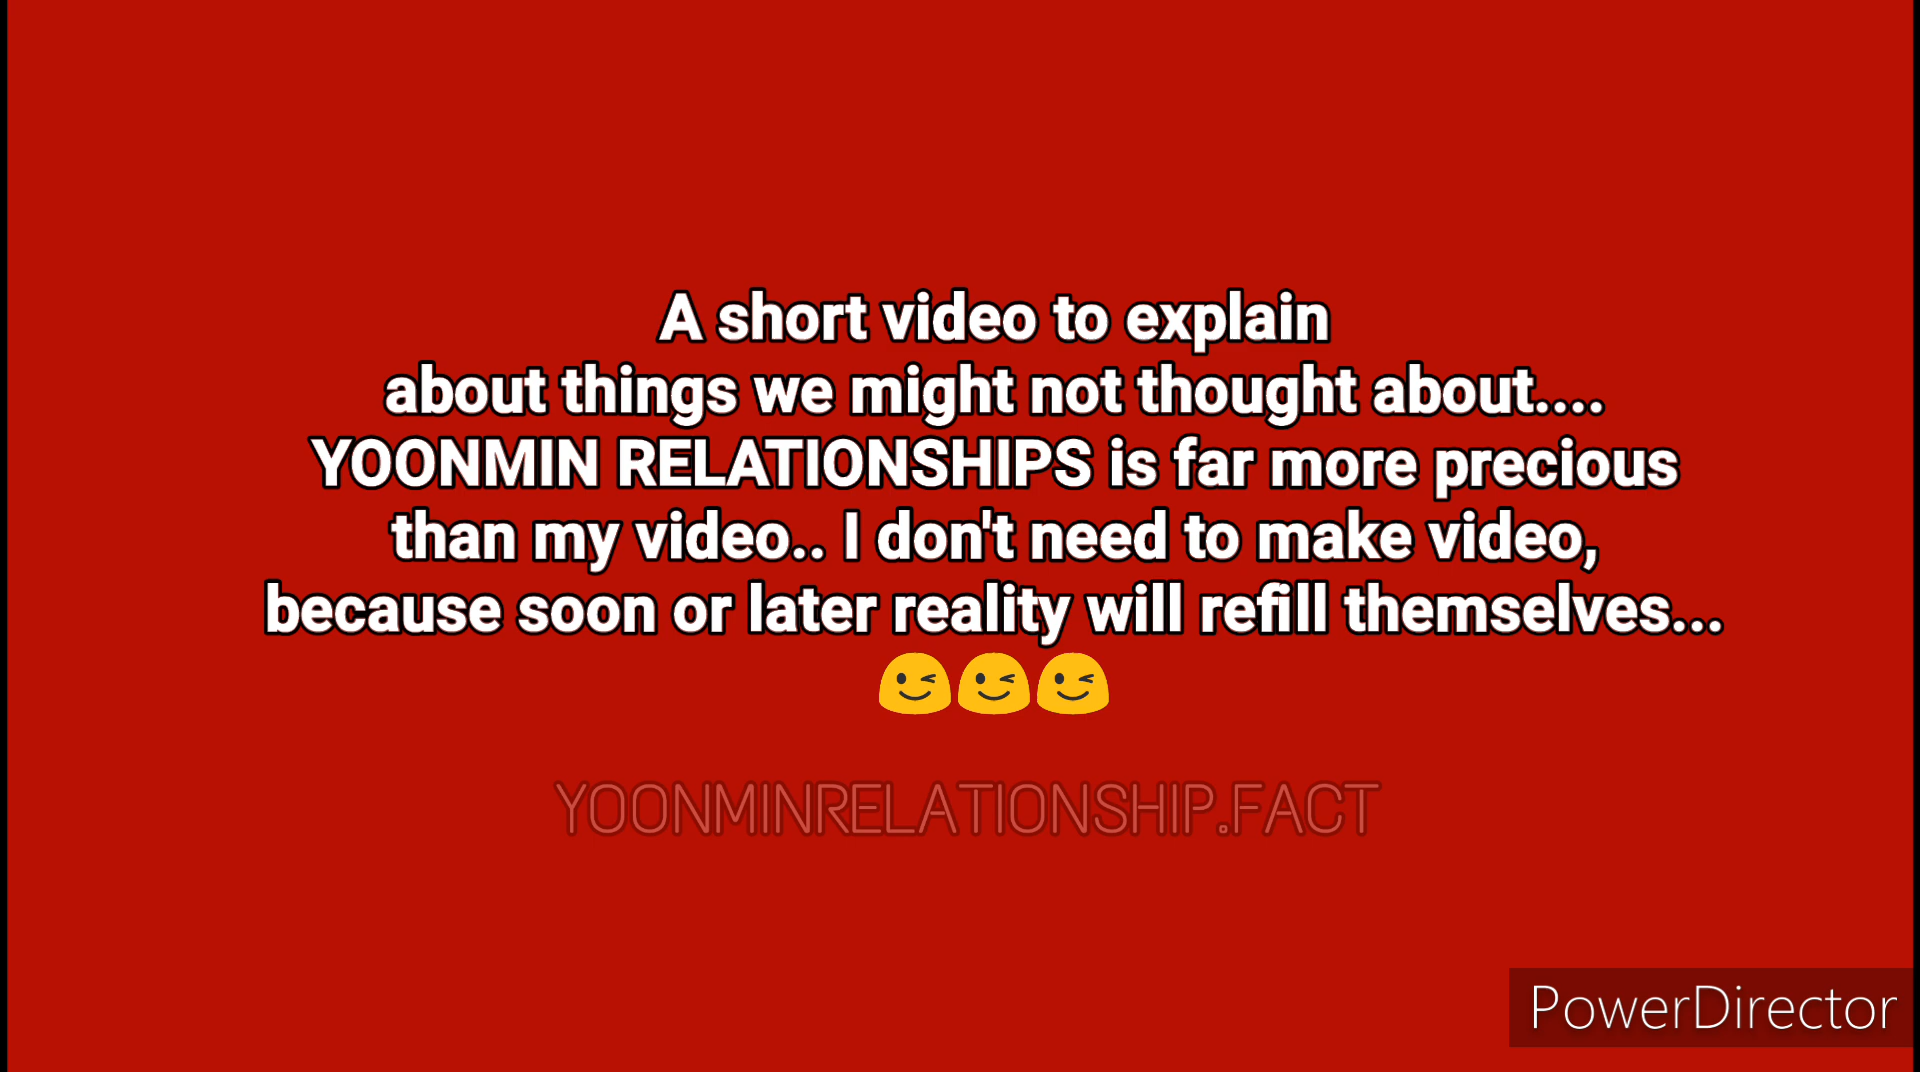 A short video to explain
about things we might not thought about....
YOONMIN RELATIONSHIPS is far more precious
than my video.. I don't need to make video,
because soon or later reality will refill themselves...
😉😉😉
YOONMINRELATIONSHIP.FACT
PowerDirector